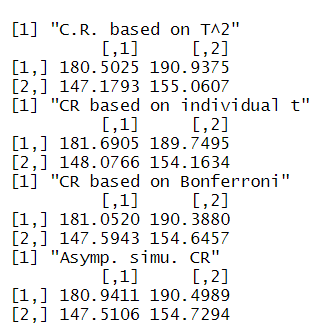 [1] "C.R. based on T^2"
[,1] [,2]
[1,] 180.5025 190.9375
[2,] 147.1793 155.0607
[1] "CR based on individual t"
[,1] [,2]
[1,] 181.6905 189.7495
[2,] 148.0766 154.1634
[1] "CR based on Bonferroni"
[,1] [,2]
[1,] 181.0520 190.3880
[2,] 147.5943 154.6457
[1] "Asymp. simu. CR"
[,1] [,2]
[1,] 180.9411 190.4989
[2,] 147.5106 154.7294